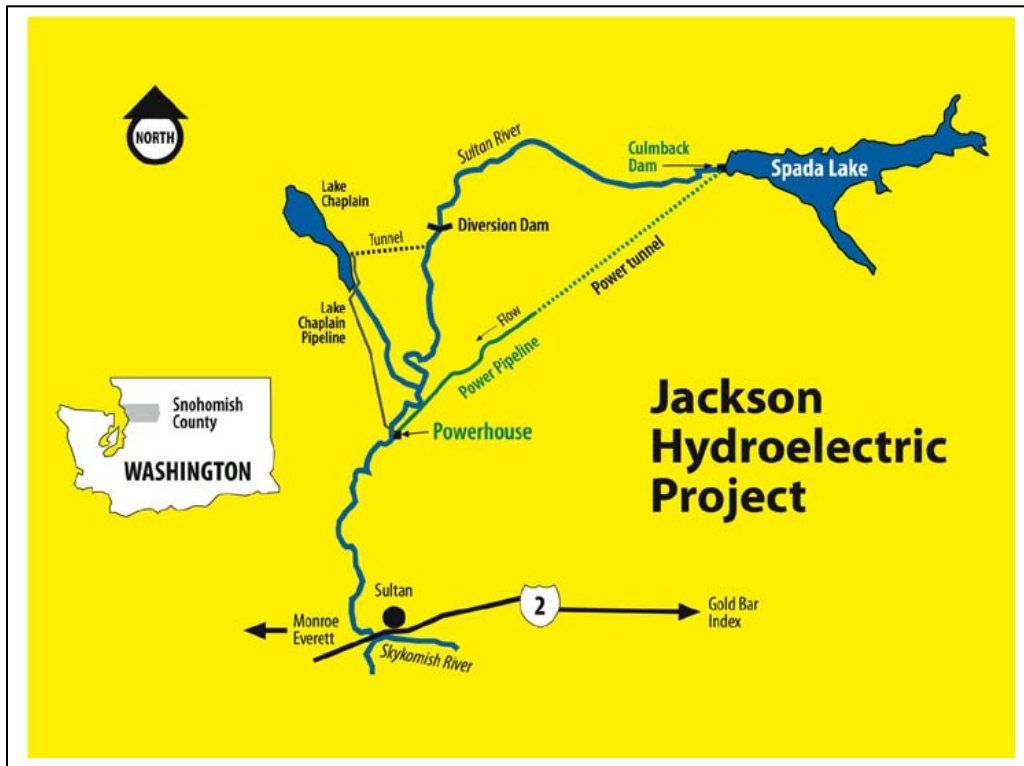 NORTH
Sultan River
Culmback
Dam
Spada Lake
Lake
Chaplain
Diversion Dam
Tunnel
Power tunnel
Lake
Chaplain
Pipeline
Flow
Power Pipeline
Snohomish
County
WASHINGTON
Powerhouse
Jackson
Hydroelectric
Project
Sultan
2
Monroe
Everett
Gold Bar
Index
Skykomish River